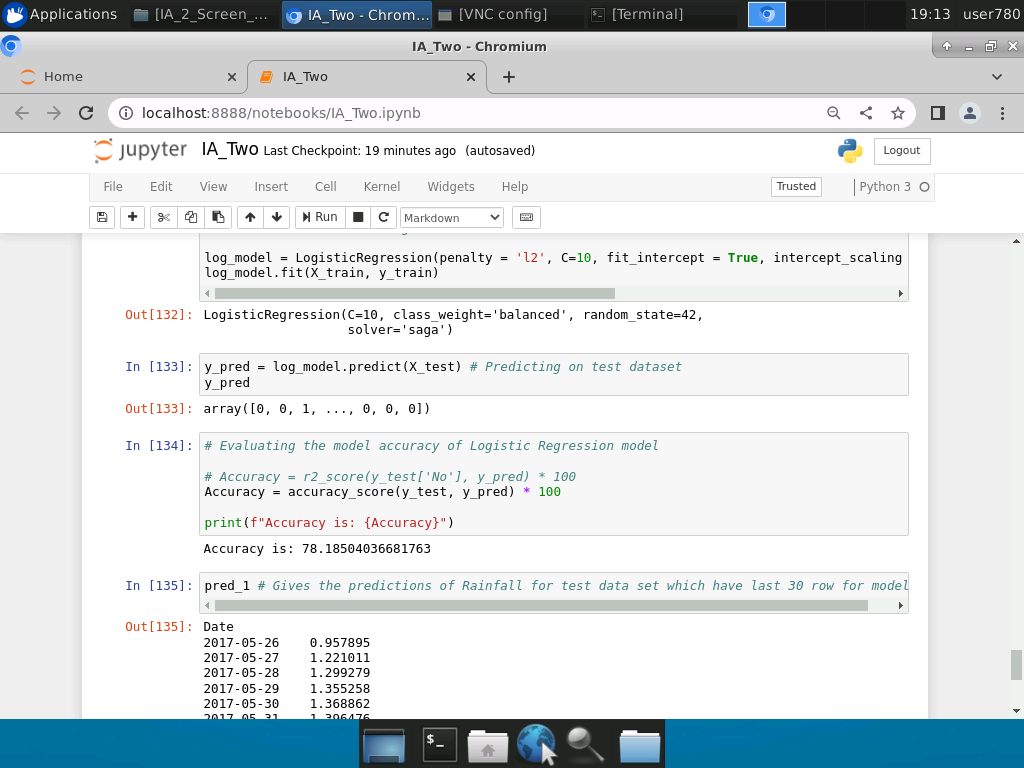 Applications [IA_2_Screen_... IA_Two - Chrom... [VNC config] [Terminal] 19:13 user780
IA_Two - Chromium
Home IA_Two
localhost:8888/notebooks/IA_Two.ipynb
jupyter IA_Two Last Checkpoint: 19 minutes ago (autosaved) Logout
File Edit View Insert Cell Kernel Widgets Help Trusted Python 3
Run Markdown
log_model = LogisticRegression(penalty = 'l2', C=10, fit_intercept = True, intercept_scaling
log_model.fit(X_train, y_train)
Out[132]: LogisticRegression(C=10, class_weight='balanced', random_state=42,
solver='saga')
In [133]: y_pred = log_model.predict(X_test) # Predicting on test dataset
y_pred
Out[133]: array([0, 0, 1, ..., 0, 0, 0])
In [134]: # Evaluating the model accuracy of Logistic Regression model
# Accuracy = r2_score(y_test['No'], y_pred) * 100
Accuracy = accuracy_score(y_test, y_pred) * 100
print(f"Accuracy is: {Accuracy}")
Accuracy is: 78.18504036681763
In [135]: pred_1 # Gives the predictions of Rainfall for test data set which have last 30 row for model
Out[135]: Date
2017-05-26 0.957895
2017-05-27 1.221011
2017-05-28 1.299279
2017-05-29 1.355258
2017-05-30 1.368862
2017-05-31 1.396476